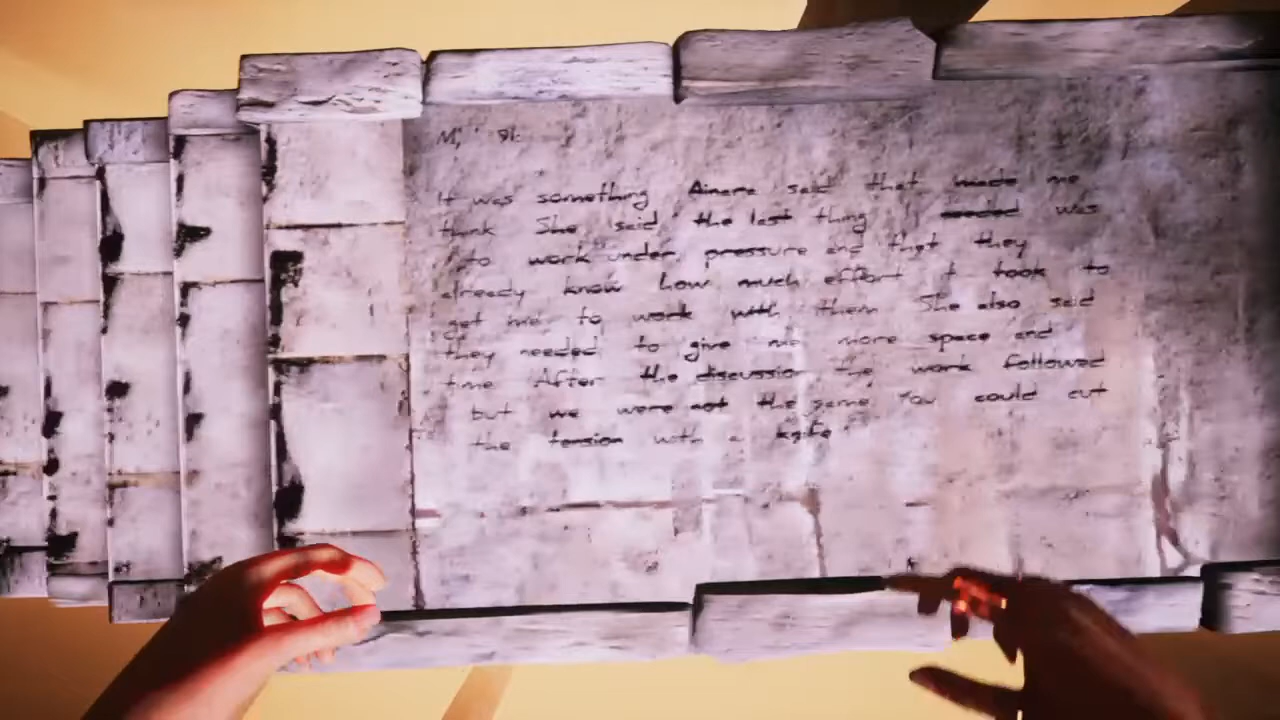 It was something Ainara said that made me
think She said the last thing I needed was
to work under pressure and that they
already know how much effort it took to
get me to work with them She also said
they needed to give me more space and
time After the discussion the work followed
but we were not the same You could cut
the tension with a knife